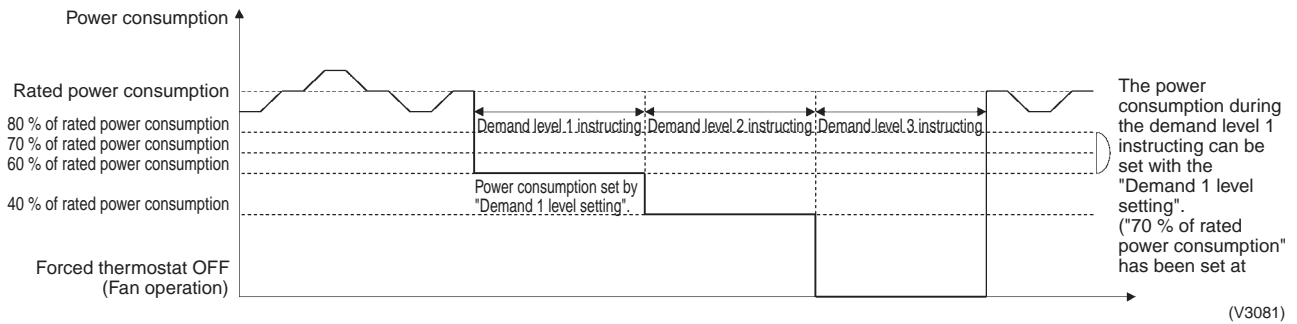 Power consumption
Rated power consumption
80 % of rated power consumption
70 % of rated power consumption
60 % of rated power consumption
40 % of rated power consumption
Forced thermostat OFF
(Fan operation)
Demand level 1 instructing
Demand level 2 instructing
Demand level 3 instructing
Power consumption set by
"Demand 1 level setting".
The power
consumption during
the demand level 1
instructing can be
set with the
"Demand 1 level
setting".
("70 % of rated
power consumption"
has been set at
(V3081)